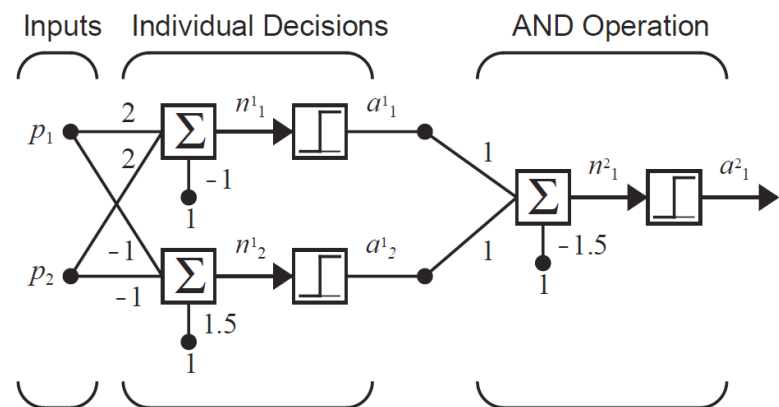 Inputs Individual Decisions AND Operation
p₁ 2 Σ n¹₁ a¹₁
2
-1
1
1 Σ n²₁ a²₁
-1
p₂ -1 Σ n¹₂ a¹₂
1
-1.5
1
1.5
1